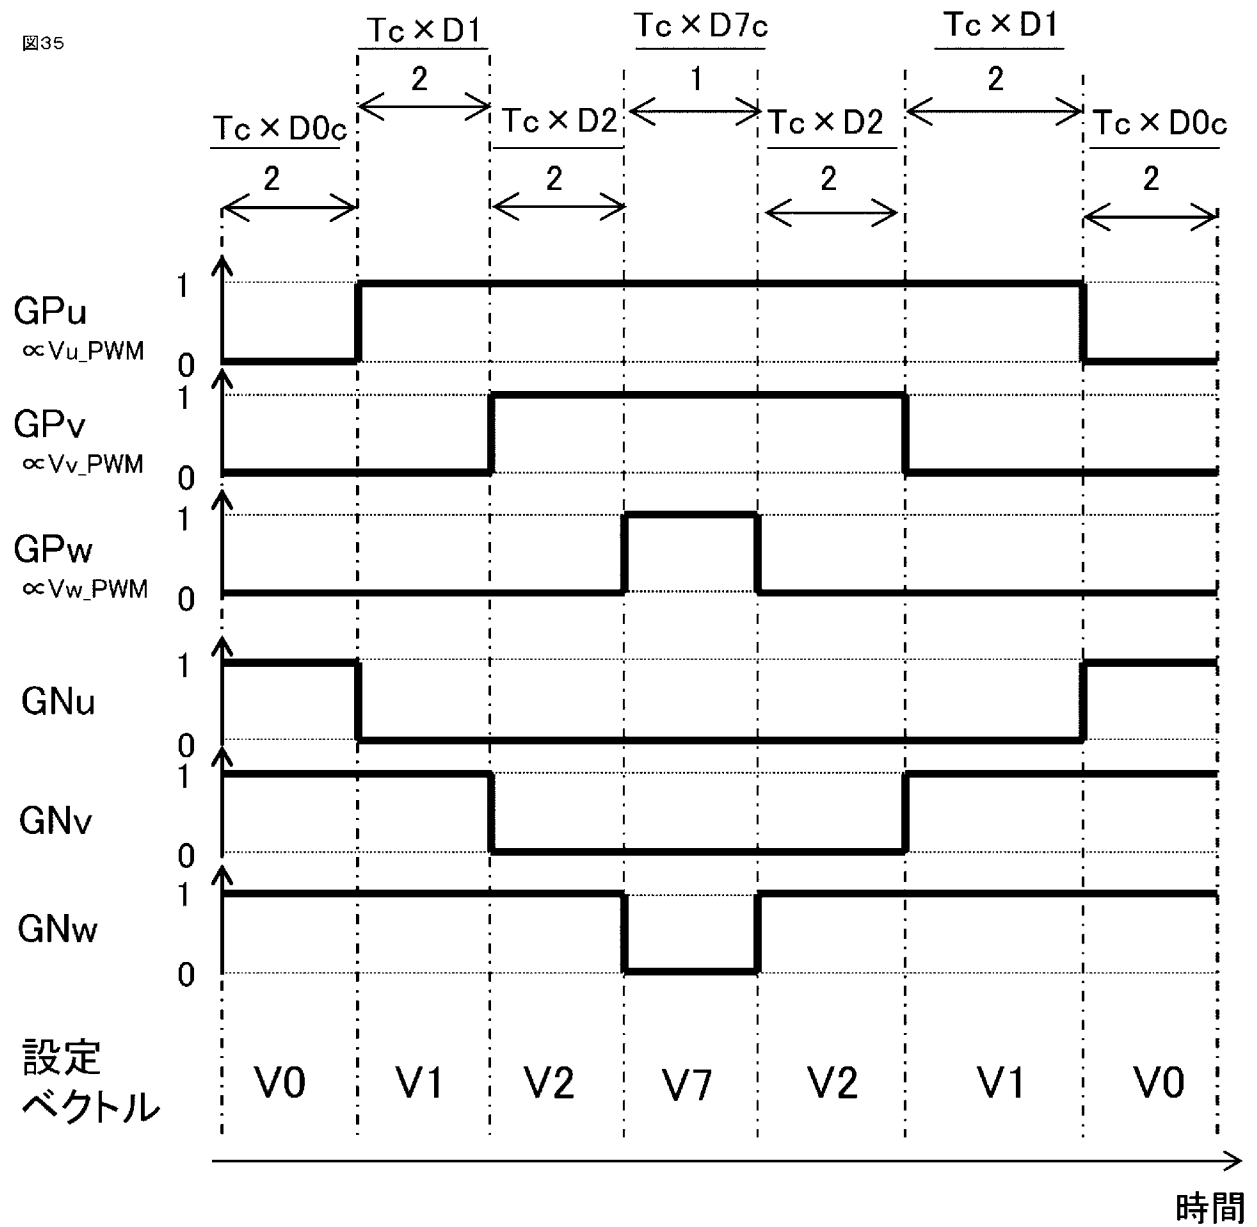 図35
Tc×D1
2
Tc×D7c
1
Tc×D1
2
Tc×D0c
2
Tc×D2
2
Tc×D2
2
Tc×D0c
2
GPu
∝Vu_PWM
1
0
GPv
∝Vv_PWM
1
0
GPw
∝Vw_PWM
1
0
GNu
1
0
GNv
1
0
GNw
1
0
設定
ベクトル
V0 V1 V2 V7 V2 V1 V0
時間